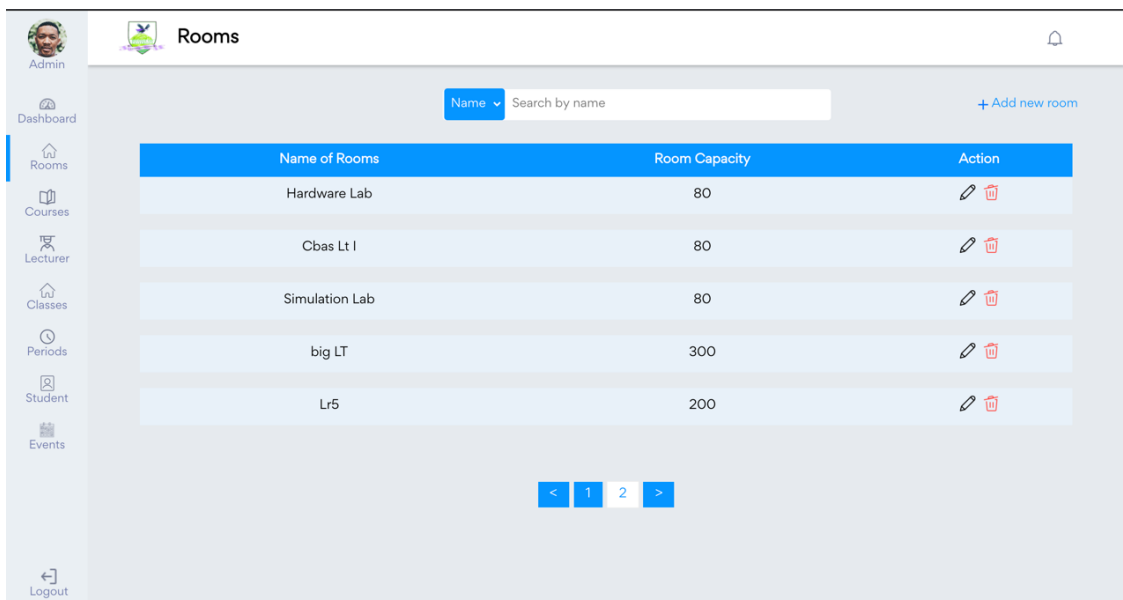 Rooms
Admin
Name Search by name + Add new room
Dashboard
Rooms
Courses
Lecturer
Classes
Periods
Student
Events
Logout
Name of Rooms Room Capacity Action
Hardware Lab 80
Cbas Lt I 80
Simulation Lab 80
big LT 300
Lr5 200
< 1 2 >